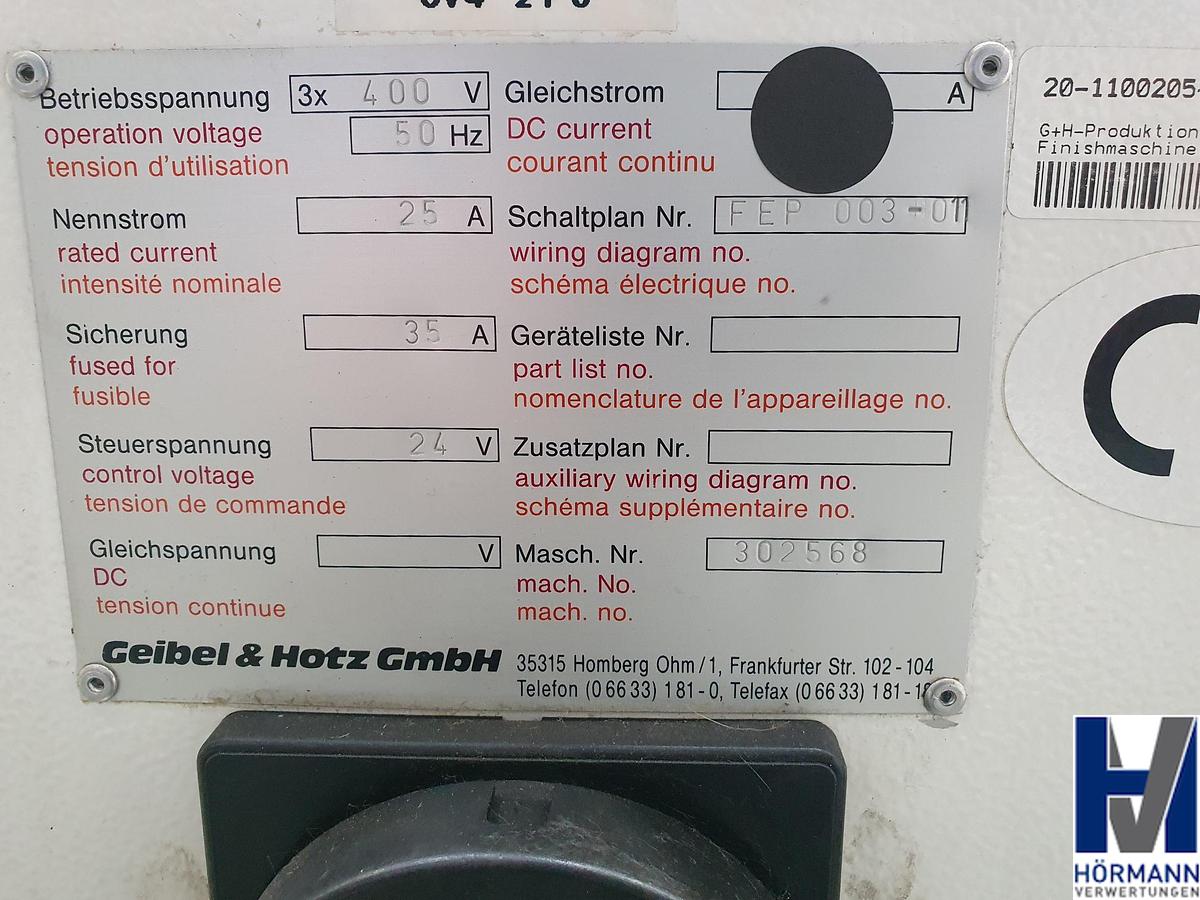 Betriebsspannung 3x 400 V
operation voltage 50 Hz
tension d'utilisation
Gleichstrom A
DC current
courant continu
Nennstrom 25 A
rated current
intensité nominale
Schaltplan Nr. FEP 003-011
wiring diagram no.
schéma électrique no.
Sicherung 35 A
fused for
fusible
Geräteliste Nr.
part list no.
nomenclature de l'appareillage no.
Steuerspannung 24 V
control voltage
tension de commande
Zusatzplan Nr.
auxiliary wiring diagram no.
schéma supplémentaire no.
Gleichspannung V
DC
tension continue
Masch. Nr. 302568
mach. No.
mach. no.
Geibel & Hotz GmbH
35315 Homberg Ohm/1, Frankfurter Str. 102-104
Telefon (06633) 181-0, Telefax (06633)
20-1100205-
G+H-Produktion
Finishmaschine
C
HV
HÖRMANN
VERWERTUNGEN